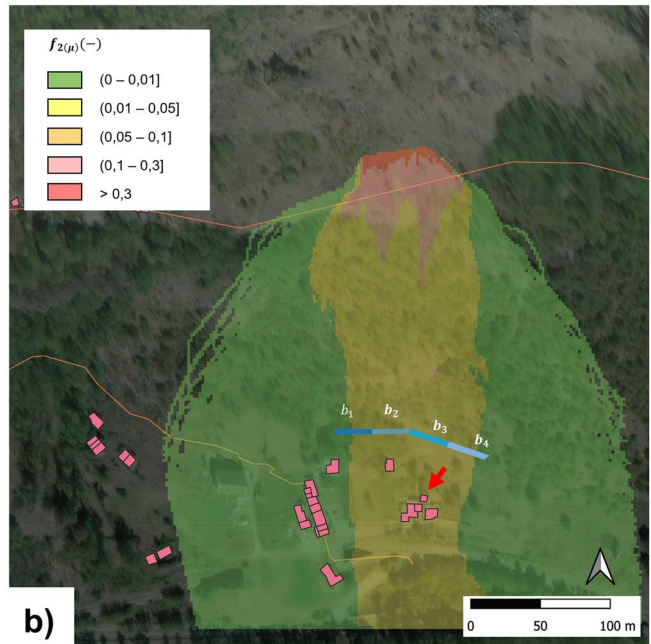 f₂₍μ₎(−)
(0 – 0,01]
(0,01 – 0,05]
(0,05 – 0,1]
(0,1 – 0,3]
> 0,3
b₁
b₂
b₃
b₄
b)
0 50 100 m